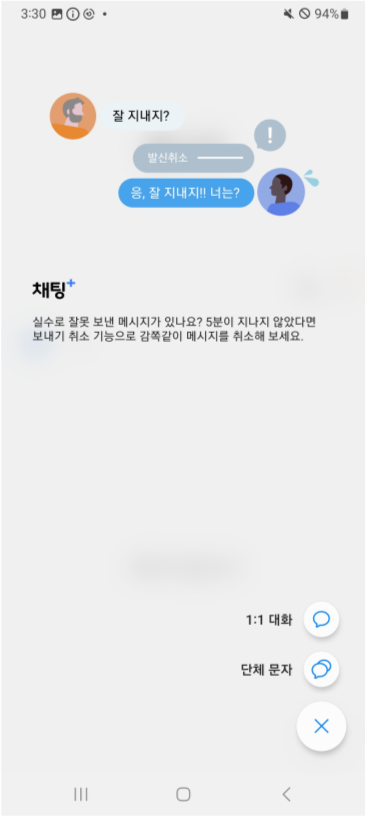 3:30
94%
잘 지내지?
!
발신취소
응, 잘 지내지!! 너는?
채팅+
실수로 잘못 보낸 메시지가 있나요? 5분이 지나지 않았다면
보내기 취소 기능으로 감쪽같이 메시지를 취소해 보세요.
1:1 대화
단체 문자